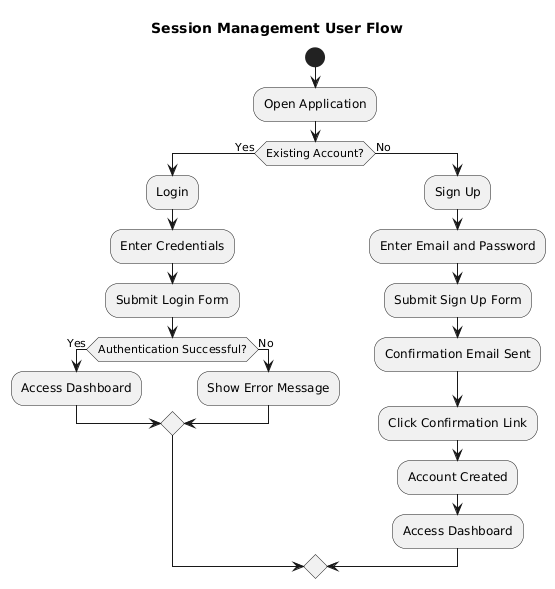 Session Management User Flow
Open Application
Existing Account?
Yes
No
Login
Enter Credentials
Submit Login Form
Authentication Successful?
Yes
No
Access Dashboard
Show Error Message
Sign Up
Enter Email and Password
Submit Sign Up Form
Confirmation Email Sent
Click Confirmation Link
Account Created
Access Dashboard